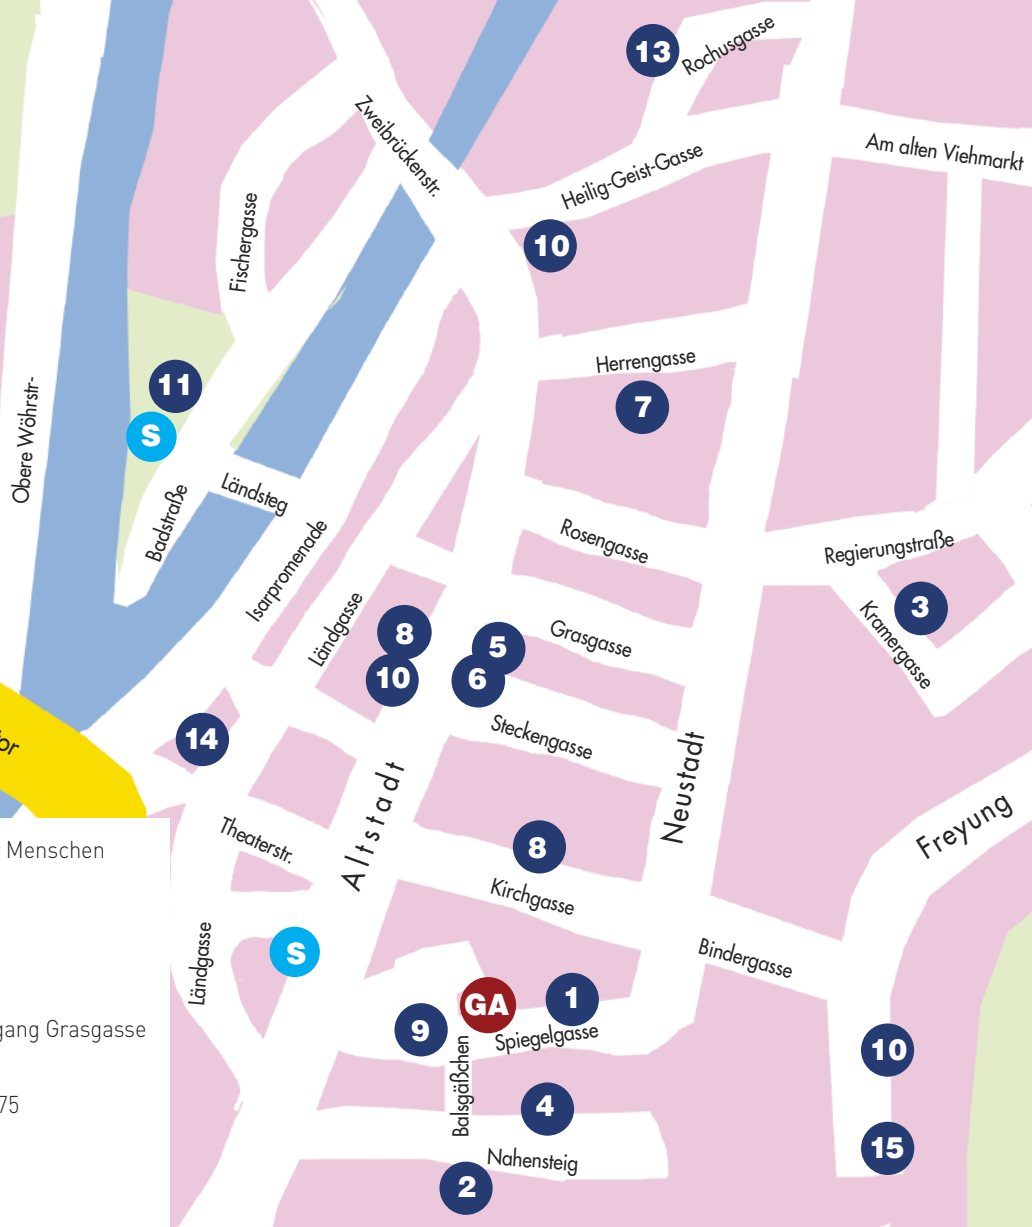 13
Rochusgasse
Zweibrückenstr.
Am alten Viehmarkt
Heilig-Geist-Gasse
Fischergasse
10
Herrengasse
11
7
S
Obere Wöhrstr-
Ländsteg
Badstraße
Rosengasse
Regierungstraße
Isarpromenade
3
Ländgasse
8
5
Grasgasse
Kramergasse
10
6
14
Steckengasse
Neustadt
Altstadt
Freyung
Theaterstr.
8
Menschen
Kirchgasse
S
Ländgasse
Bindergasse
GA
1
9
Spiegelgasse
gang Grasgasse
10
Balsgäßchen
4
75
15
Nahensteig
2